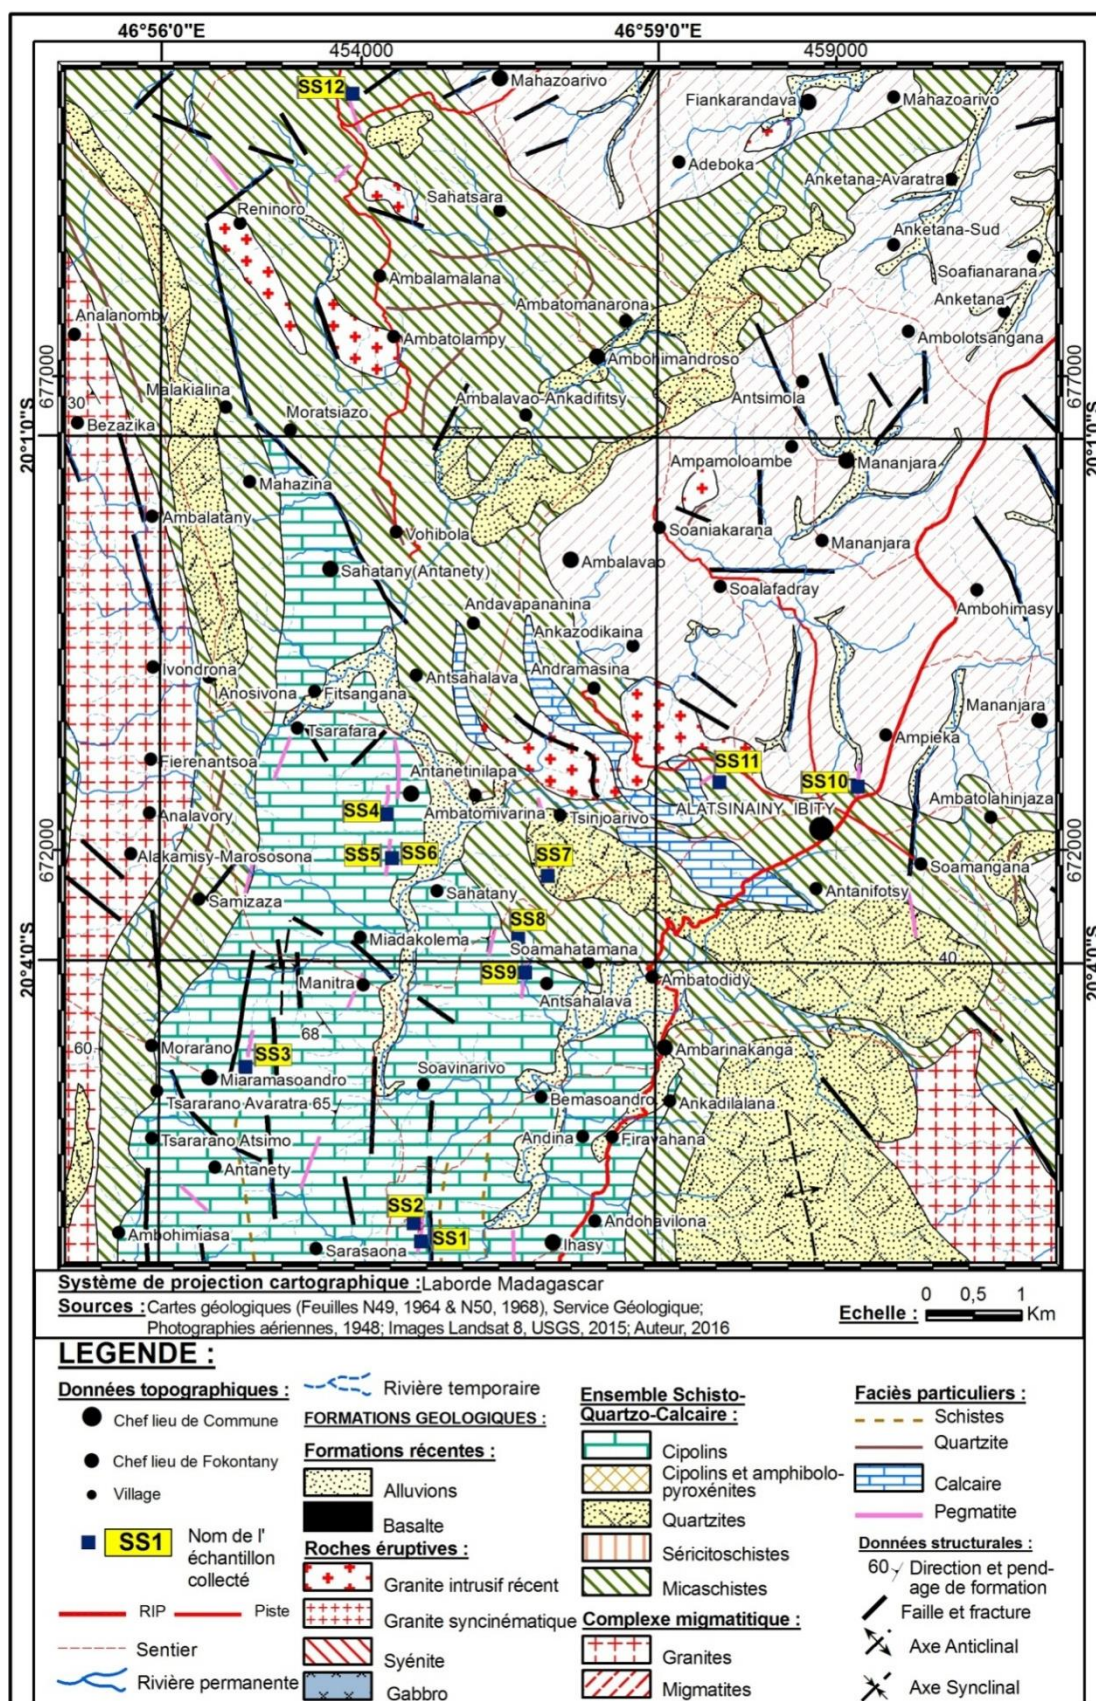 46°56'0"E
46°59'0"E
454000
459000
SS12
Mahazoarivo
Fiankarandava
Mahazoarivo
Adeboka
Anketana-Avaratra
Reninoro
Sahatsara
Anketana-Sud
Soafianarana
Ambalamalana
Anketana
Analanomby
Ambatomanarona
Ambolotsangana
Ambatolampy
677000
677000
Ambohimandroso
30
Malakialina
Ambalavao-Ankadifitsy
Antsimola
Bezazika
Moratsiazo
20°1'0"S
20°1'0"S
Ampamoloambe
Mananjara
Mahazina
Ambalatany
Vohibola
Soaniakarana
Mananjara
Sahatany(Antanety)
Ambalavao
Soalafadray
Ambohimasy
Andavapananina
Ankazodikaina
Ivondrona
Antsahalava
Andramasina
Anosivona
Fitsangana
Mananjara
Tsarafara
Ampieka
Fierenantsoa
SS11
Antanetinilapa
SS10
SS4
Ambatomivarina
ALATSINAINY IBITY
Ambatolahinjaza
Analavory
Tsinjoarivo
672000
672000
Alakamisy-Marososona
SS5
SS6
SS7
Soamangana
Samizaza
Sahatany
Antanifotsy
SS8
Miadakolema
Soamahatamana
20°4'0"S
20°4'0"S
40
Manitra
SS9
Ambatodidy
Antsahalava
68
60
Morarano
SS3
Ambarinakanga
Miaramasoandro
Soavinarivo
Tsararano Avaratra
65
Bemasoandro
Ankadilalana
Tsararano Atsimo
Andina
Firavahana
Antanety
SS2
Andohavilona
Ambohimiasa
SS1
Sarasaona
Ihasy
Système de projection cartographique : Laborde Madagascar
Sources : Cartes géologiques (Feuilles N49, 1964 & N50, 1968), Service Géologique;
Photographies aériennes, 1948; Images Landsat 8, USGS, 2015; Auteur, 2016
Echelle :
0 0,5 1
Km
LEGENDE :
Données topographiques :
Chef lieu de Commune
Chef lieu de Fokontany
Village
SS1
Nom de l'
échantillon
collecté
RIP
Piste
Sentier
Rivière permanente
Rivière temporaire
FORMATIONS GEOLOGIQUES :
Formations récentes :
Alluvions
Basalte
Roches éruptives :
Granite intrusif récent
Granite syncinématique
Syénite
Gabbro
Ensemble Schisto-
Quartzo-Calcaire :
Cipolins
Cipolins et amphibolo-
pyroxénites
Quartzites
Séricitoschistes
Micaschistes
Complexe migmatitique :
Granites
Migmatites
Faciès particuliers :
Schistes
Quartzite
Calcaire
Pegmatite
Données structurales :
60
Direction et pend-
age de formation
Faille et fracture
Axe Anticlinal
Axe Synclinal